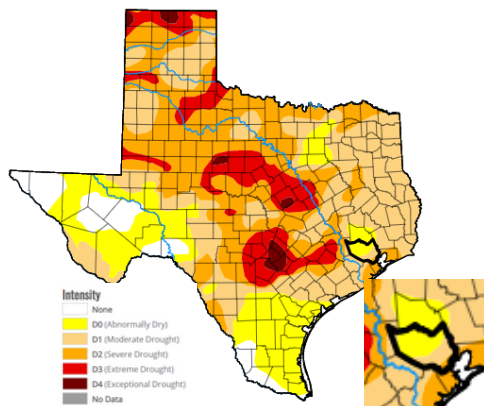 Intensity
None
D0 (Abnormally Dry)
D1 (Moderate Drought)
D2 (Severe Drought)
D3 (Extreme Drought)
D4 (Exceptional Drought)
No Data